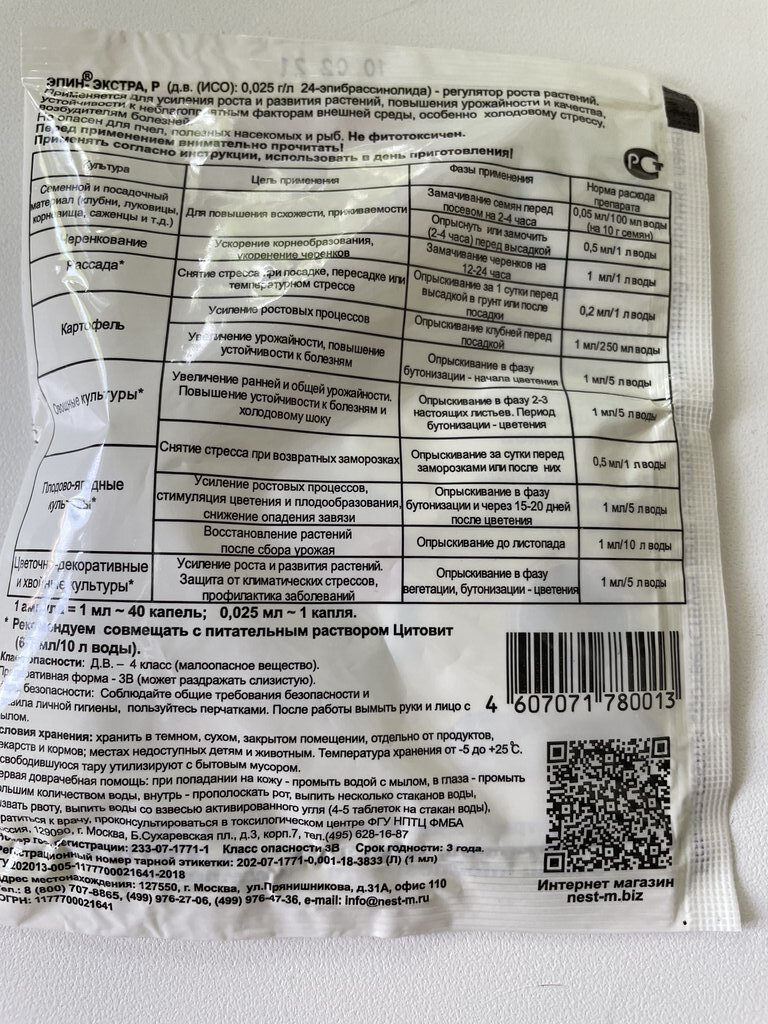 10 02 21
ЭПИН®-ЭКСТРА, Р (д.в. (ИСО): 0,025 г/л 24-эпибрассинолида) - регулятор роста растений.
Применяется для усиления роста и развития растений, повышения урожайности и качества,
устойчивости к неблагоприятным факторам внешней среды, особенно холодовому стрессу,
возбудителям болезней.
Не опасен для пчел, полезных насекомых и рыб. Не фитотоксичен.
Перед применением внимательно прочитать!
Применять согласно инструкции, использовать в день приготовления!
Культура Цель применения Фазы применения Норма расхода
препарата
Семенной и посадочный
материал (клубни, луковицы,
корневища, саженцы и т.д.)
Для повышения всхожести, приживаемости
Замачивание семян перед
посевом на 2-4 часа
0,05 мл/100 мл воды
(на 10 г семян)
Опрыснуть или замочить
(2-4 часа) перед высадкой
0,5 мл/1 л воды
Черенкование
Ускорение корнеобразования,
укоренение черенков
Замачивание черенков на
12-24 часа
1 мл/1 л воды
Рассада*
Снятие стресса при посадке, пересадке или
температурном стрессе
Опрыскивание за 1 сутки перед
высадкой в грунт или после
посадки
0,2 мл/1 л воды
Картофель
Усиление ростовых процессов
Опрыскивание клубней перед
посадкой
1 мл/250 мл воды
Увеличение урожайности, повышение
устойчивости к болезням
Опрыскивание в фазу
бутонизации - начала цветения
1 мл/5 л воды
Овощные культуры*
Увеличение ранней и общей урожайности.
Повышение устойчивости к болезням и
холодовому шоку
Опрыскивание в фазу 2-3
настоящих листьев. Период
бутонизации - цветения
1 мл/5 л воды
Снятие стресса при возвратных заморозках
Опрыскивание за сутки перед
заморозками или после них
0,5 мл/1 л воды
Плодово-ягодные
культуры*
Усиление ростовых процессов,
стимуляция цветения и плодообразования,
снижение опадения завязи
Опрыскивание в фазу
бутонизации и через 15-20 дней
после цветения
1 мл/5 л воды
Восстановление растений
после сбора урожая
Опрыскивание до листопада
1 мл/10 л воды
Цветочно-декоративные
и хвойные культуры*
Усиление роста и развития растений.
Защита от климатических стрессов,
профилактика заболеваний
Опрыскивание в фазу
вегетации, бутонизации - цветения
1 мл/5 л воды
1 ампула = 1 мл ~ 40 капель; 0,025 мл ~ 1 капля.
* Рекомендуем совмещать с питательным раствором Цитовит
мл/10 л воды).
опасности: Д.В. – 4 класс (малоопасное вещество).
форма - 3В (может раздражать слизистую).
безопасности: Соблюдайте общие требования безопасности и
личной гигиены, пользуйтесь перчатками. После работы вымыть руки и лицо с
мылом.
условия хранения: хранить в темном, сухом, закрытом помещении, отдельно от продуктов,
лекарств и кормов; местах недоступных детям и животным. Температура хранения от -5 до +25℃.
свободившуюся тару утилизируют с бытовым мусором.
ервая доврачебная помощь: при попадании на кожу - промыть водой с мылом, в глаза - промыть
ольшим количеством воды, внутрь - прополоскать рот, выпить несколько стаканов воды,
вызвать рвоту, выпить воды со взвесью активированного угля (4-5 таблеток на стакан воды),
братиться к врачу, проконсультироваться в токсилогическом центре ФГУ НПТЦ ФМБА
Россия, 129090, г. Москва, Б.Сухаревская пл., д.3, корп.7, тел.(495) 628-16-87
Номер гос.регистрации: 233-07-1771-1 Класс опасности 3В Срок годности: 3 года.
Регистрационный номер тарной этикетки: 202-07-1771-0,001-18-3833 (Л) (1 мл)
ТУ 202013-005-1177700021641-2018
Адрес местонахождения: 127550, г. Москва, ул.Прянишникова, д.31А, офис 110
Тел.: 8 (800) 707-8865, (499) 976-27-06, (499) 976-47-36, e-mail: info@nest-m.ru
ОГРН: 1177700021641
4 607071 780013
Интернет магазин
nest-m.biz